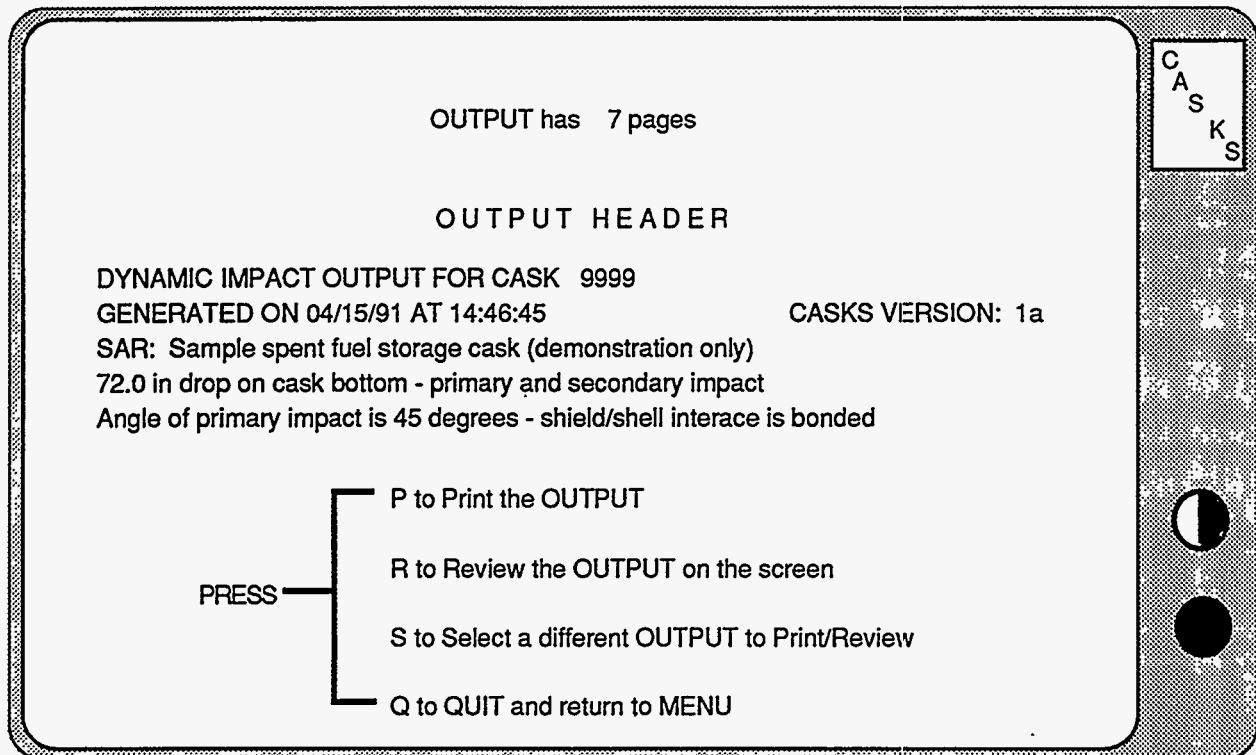 CASKS
OUTPUT has 7 pages
OUTPUT HEADER
DYNAMIC IMPACT OUTPUT FOR CASK 9999
GENERATED ON 04/15/91 AT 14:46:45 CASKS VERSION: 1a
SAR: Sample spent fuel storage cask (demonstration only)
72.0 in drop on cask bottom - primary and secondary impact
Angle of primary impact is 45 degrees - shield/shell interace is bonded
P to Print the OUTPUT
R to Review the OUTPUT on the screen
PRESS
S to Select a different OUTPUT to Print/Review
Q to QUIT and return to MENU